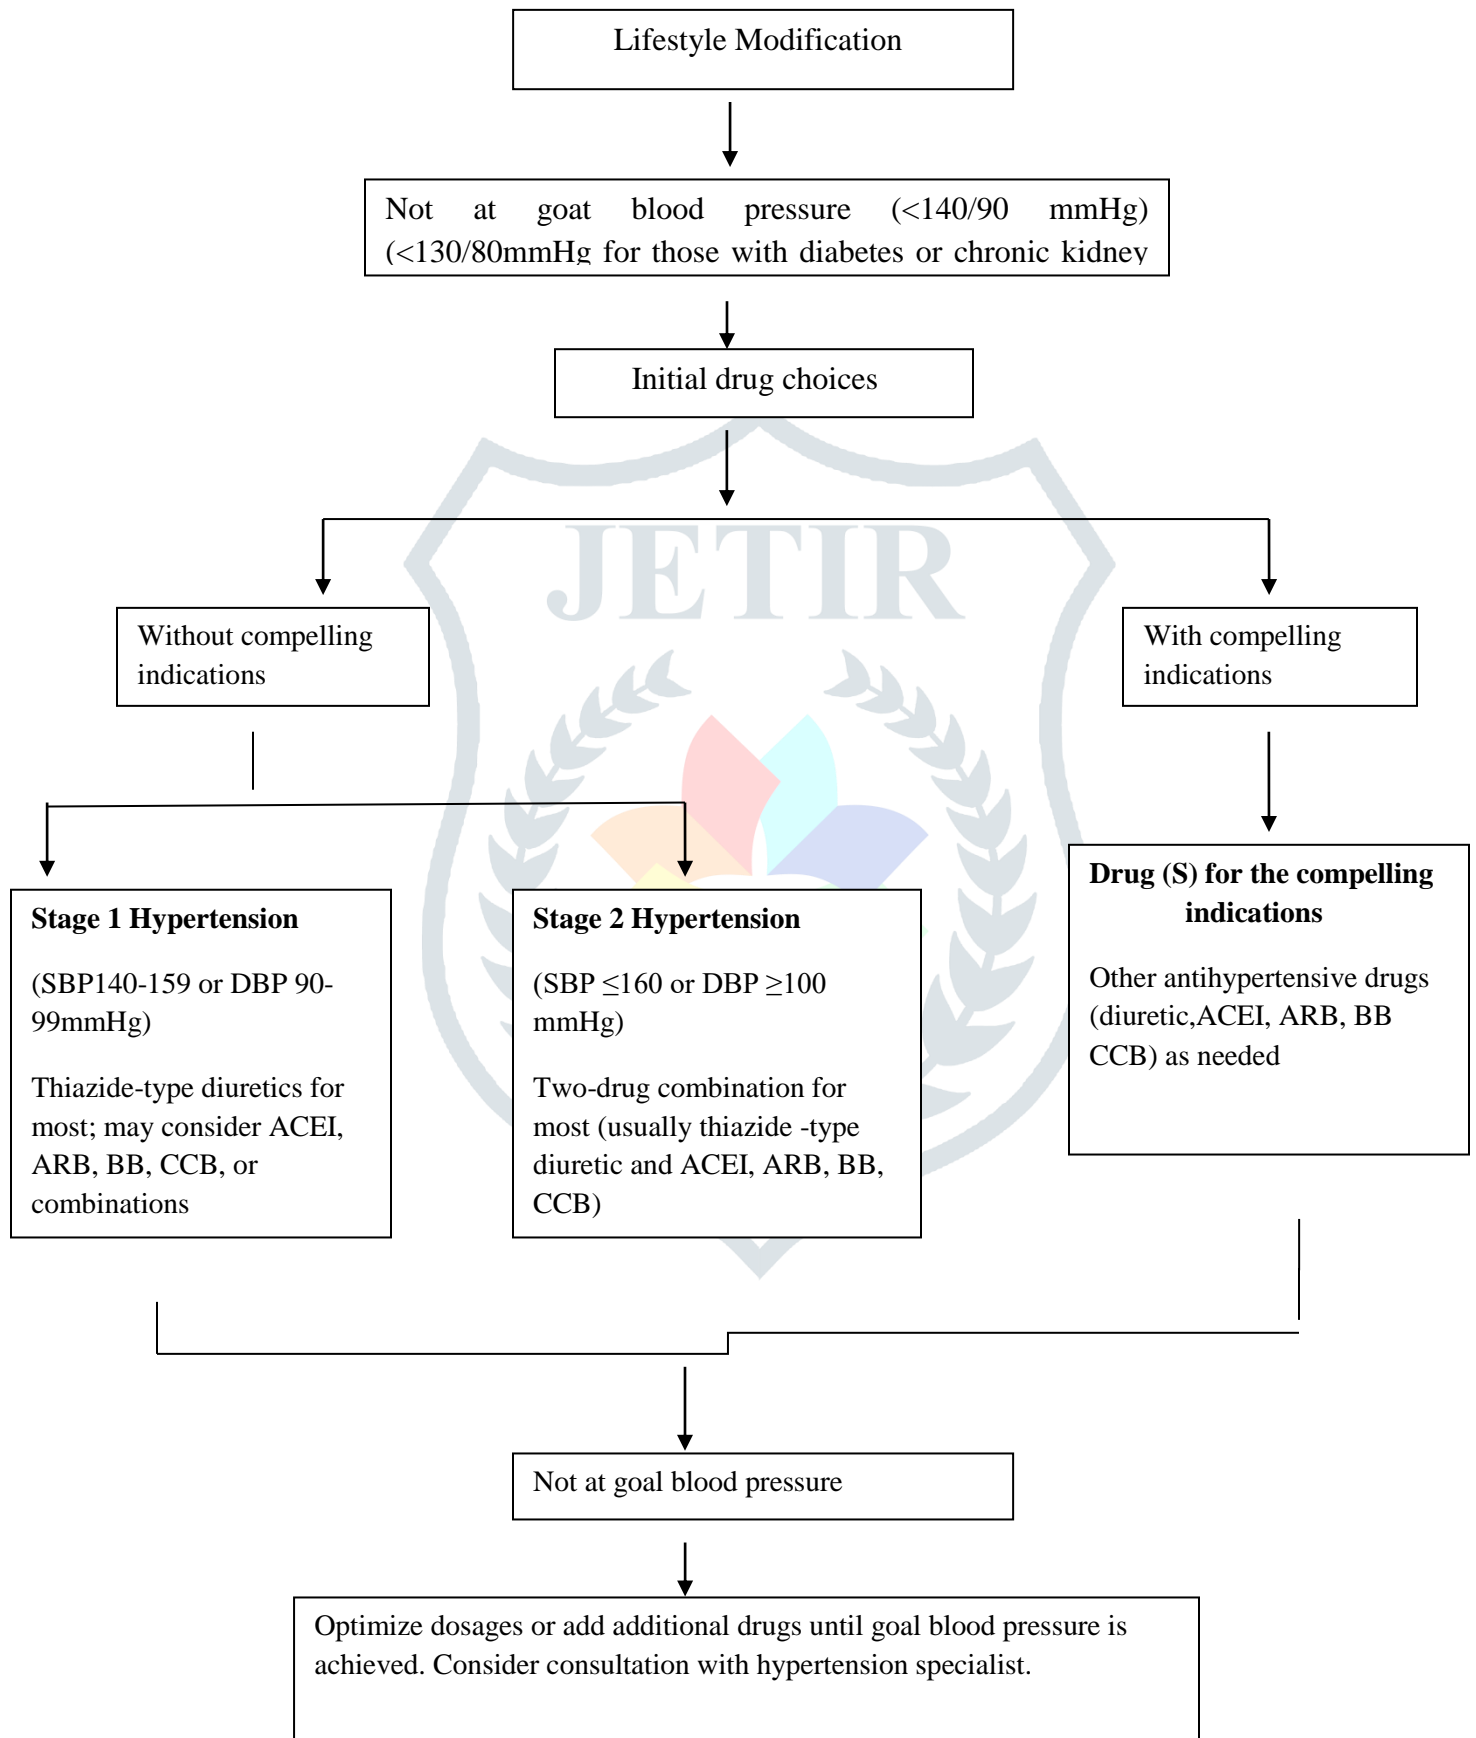 Lifestyle Modification
Not at goat blood pressure (<140/90 mmHg)
(<130/80mmHg for those with diabetes or chronic kidney
Initial drug choices
JETIR
Without compelling
indications
With compelling
indications
Stage 1 Hypertension
(SBP140-159 or DBP 90-
99mmHg)
Thiazide-type diuretics for
most; may consider ACEI,
ARB, BB, CCB, or
combinations
Stage 2 Hypertension
(SBP ≤160 or DBP ≥100
mmHg)
Two-drug combination for
most (usually thiazide -type
diuretic and ACEI, ARB, BB,
CCB)
Drug (S) for the compelling
indications
Other antihypertensive drugs
(diuretic,ACEI, ARB, BB
CCB) as needed
Not at goal blood pressure
Optimize dosages or add additional drugs until goal blood pressure is
achieved. Consider consultation with hypertension specialist.